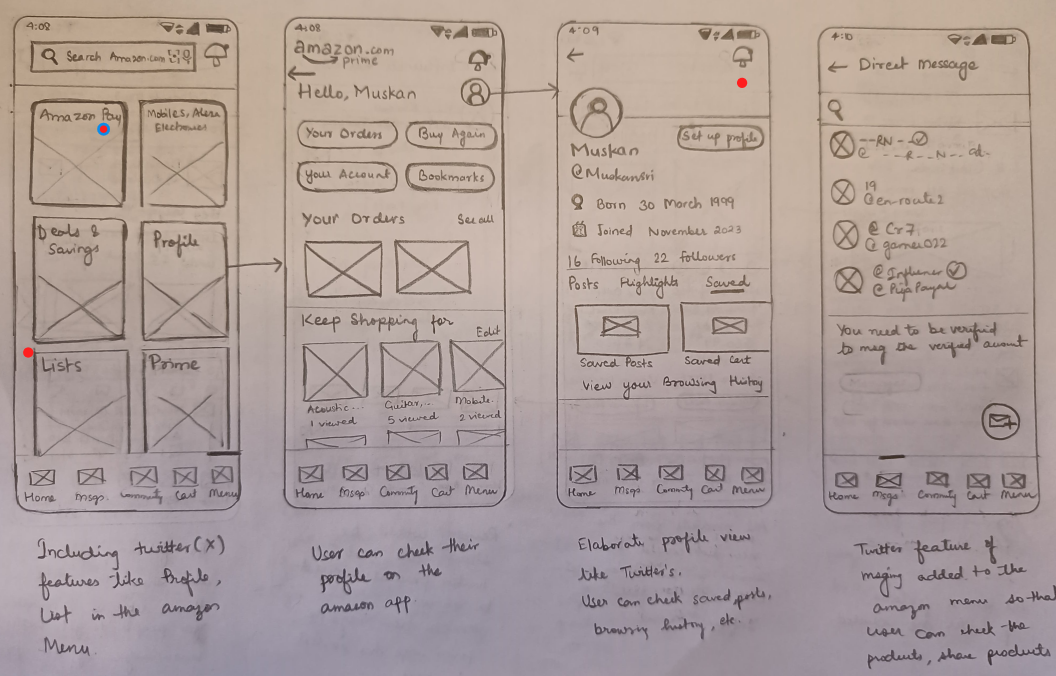 4:08
Search Amazon.com
Amazon Pay
Mobiles, Alexa
Electronics
Deals &
Savings
Profile
Lists
Prime
Home Msgs. Community Cart Menu
Including twitter(X)
features like Profile,
List in the amazon
Menu.
4:08
amazon.com
prime
Hello, Muskan
Your Orders
Buy Again
Your Account
Bookmarks
Your Orders See all
Keep Shopping for
Edit
Acoustic... Guitar,.. Mobile.
1 viewed 5 viewed 2 viewed
Home Msgs Community Cart Menu
User can check their
profile on the
amazon app.
4:09
Set up profile
Muskan
Born 30 March 1999
Joined November 2023
16 Following 22 followers
Posts Highlights Saved
Saved Posts Saved Cart
View your Browsing History
Home Msgs Community Cart Menu
Elaborate profile view
like Twitter's.
User can check saved posts,
browsing history, etc.
4:10
Direct message
--RN--
@ --R--N--
19
@en-route2
@ Cr7
@ gamer022
You need to be verified
to msg the verified account
Home Msgs Community Cart Menu
Twitter feature of
msging added to the
amazon menu so that
user can check the
products, share products